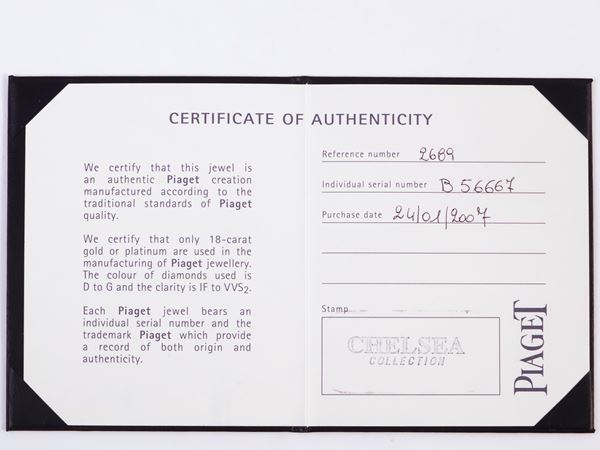 CERTIFICATE OF AUTHENTICITY
We certify that this jewel is
an authentic Piaget creation
manufactured according to the
traditional standards of Piaget
quality.
We certify that only 18-carat
gold or platinum are used in the
manufacturing of Piaget jewellery.
The colour of diamonds used is
D to G and the clarity is IF to VVS₂.
Each Piaget jewel bears an
individual serial number and the
trademark Piaget which provide
a record of both origin and
authenticity.
Reference number 2689
Individual serial number B 56667
Purchase date 24/01/2007
Stamp
CHELSEA
COLLECTION
PIAGET